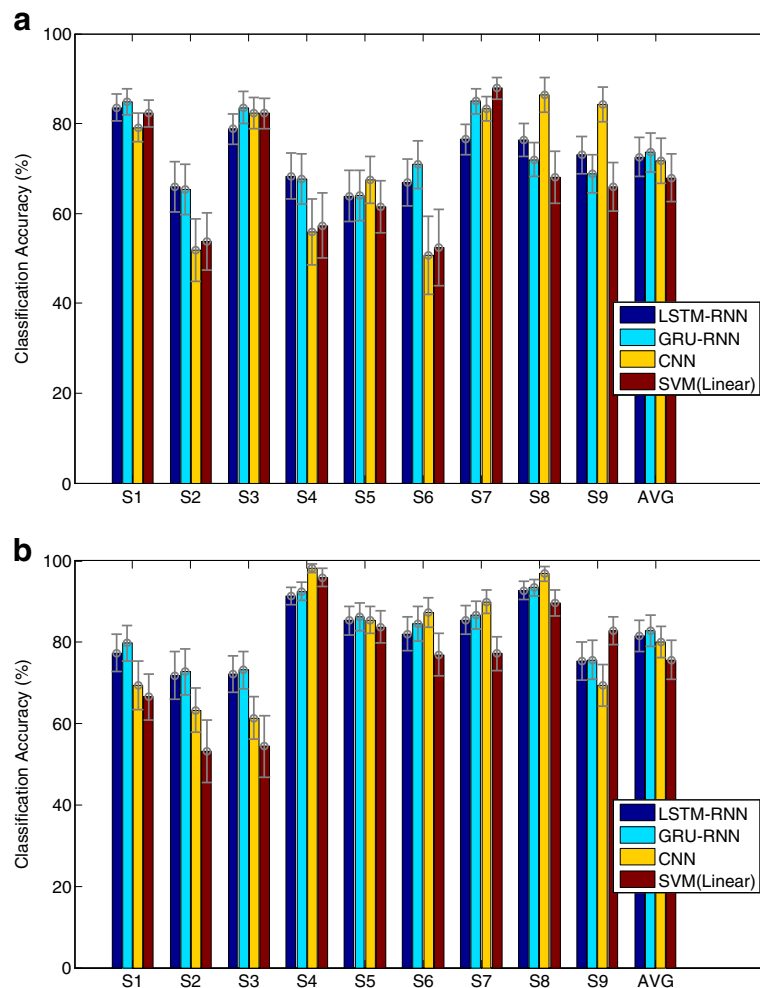 a
Classification Accuracy (%)
100
80
60
40
20
0
LSTM-RNN
GRU-RNN
CNN
SVM(Linear)
S1 S2 S3 S4 S5 S6 S7 S8 S9 AVG
b
Classification Accuracy (%)
100
80
60
40
20
0
LSTM-RNN
GRU-RNN
CNN
SVM(Linear)
S1 S2 S3 S4 S5 S6 S7 S8 S9 AVG